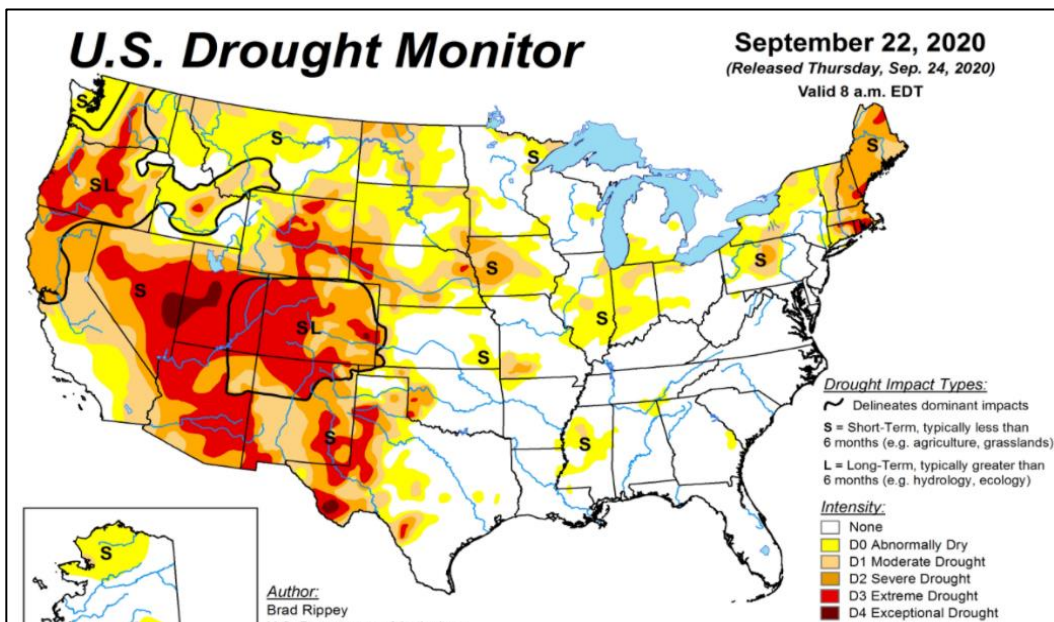 U.S. Drought Monitor
September 22, 2020
(Released Thursday, Sep. 24, 2020)
Valid 8 a.m. EDT
S
S
S
S
SL
S
S
S
SL
S
S
S
S
S
Drought Impact Types:
Delineates dominant impacts
S = Short-Term, typically less than
6 months (e.g. agriculture, grasslands)
L = Long-Term, typically greater than
6 months (e.g. hydrology, ecology)
Intensity:
None
D0 Abnormally Dry
D1 Moderate Drought
D2 Severe Drought
D3 Extreme Drought
D4 Exceptional Drought
S
Author:
Brad Rippey